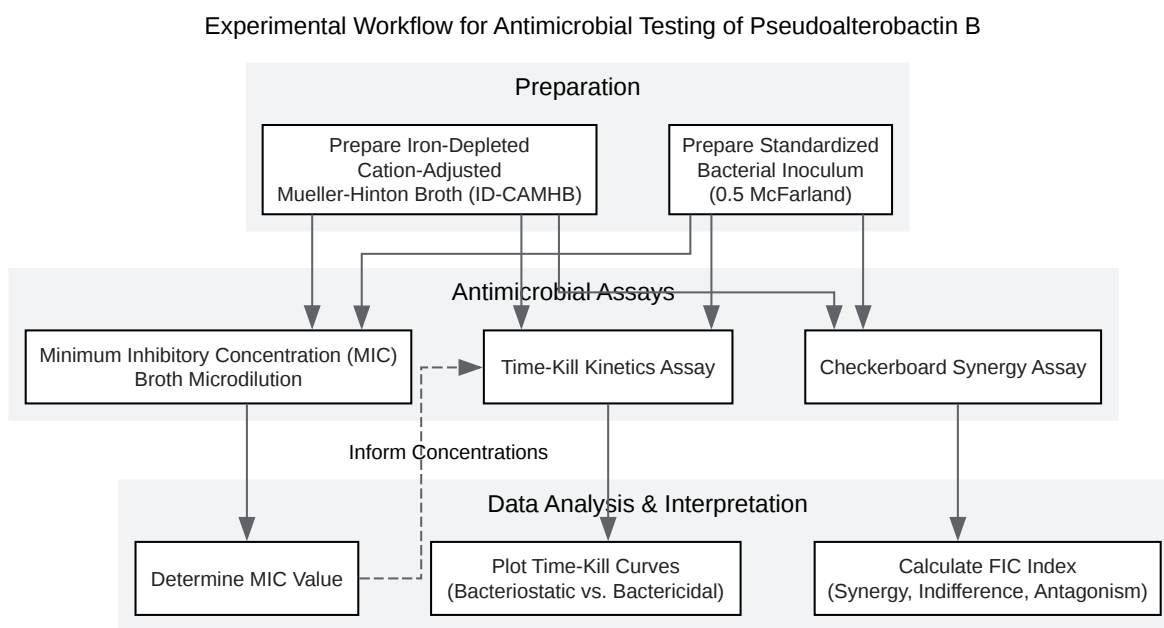 Experimental Workflow for Antimicrobial Testing of Pseudoalterobactin B
Preparation
Prepare Iron-Depleted
Cation-Adjusted
Mueller-Hinton Broth (ID-CAMHB)
Prepare Standardized
Bacterial Inoculum
(0.5 McFarland)
Antimicrobial Assays
Minimum Inhibitory Concentration (MIC)
Broth Microdilution
Time-Kill Kinetics Assay
Checkerboard Synergy Assay
Inform Concentrations
Data Analysis & Interpretation
Determine MIC Value
Plot Time-Kill Curves
(Bacteriostatic vs. Bactericidal)
Calculate FIC Index
(Synergy, Indifference, Antagonism)